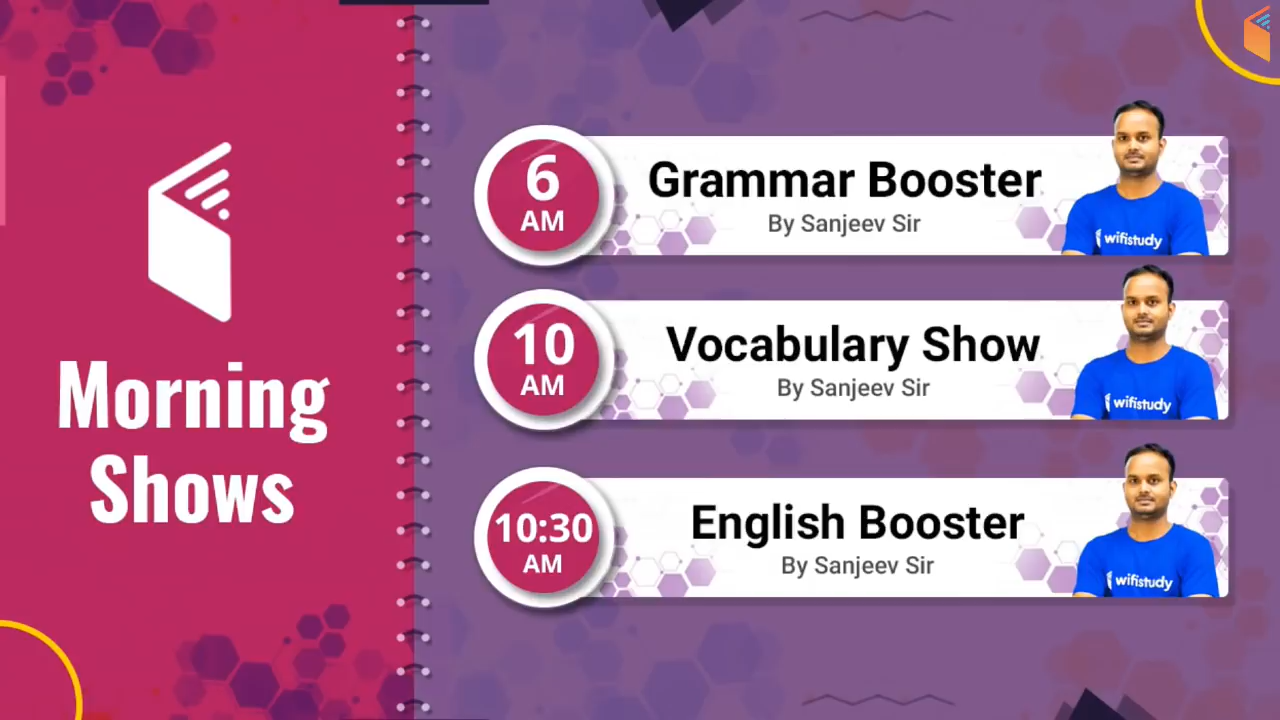 Morning
Shows
6
AM
Grammar Booster
By Sanjeev Sir
wifistudy
10
AM
Vocabulary Show
By Sanjeev Sir
wifistudy
10:30
AM
English Booster
By Sanjeev Sir
wifistudy